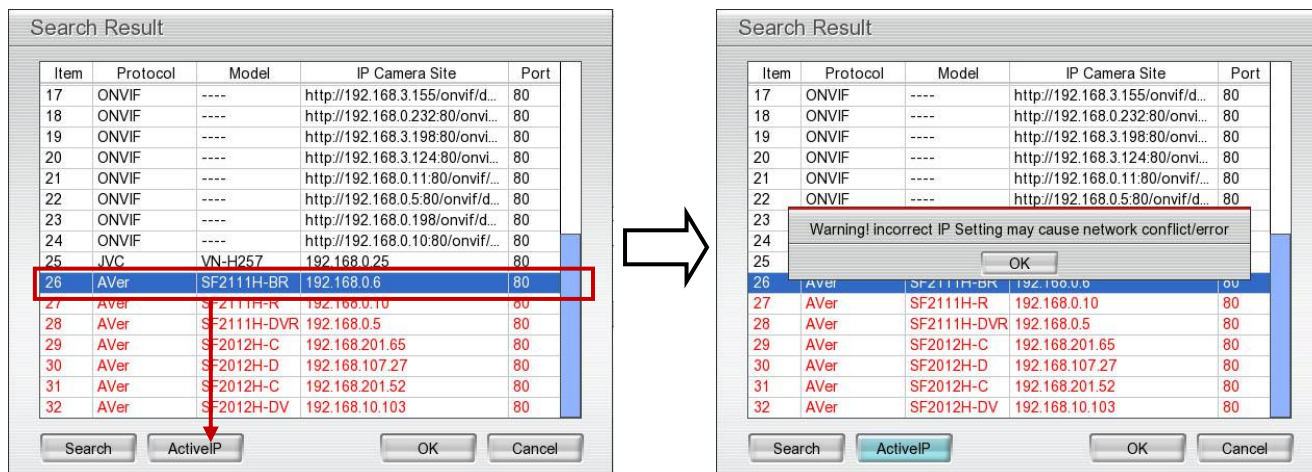 Search Result
Item Protocol Model IP Camera Site Port
17 ONVIF ---- http://192.168.3.155/onvif/d... 80
18 ONVIF ---- http://192.168.0.232:80/onvi... 80
19 ONVIF ---- http://192.168.3.198:80/onvi... 80
20 ONVIF ---- http://192.168.3.124:80/onvi... 80
21 ONVIF ---- http://192.168.0.11:80/onvif/... 80
22 ONVIF ---- http://192.168.0.5:80/onvif/d... 80
23 ONVIF ---- http://192.168.0.198/onvif/d... 80
24 ONVIF ---- http://192.168.0.10:80/onvif/... 80
25 JVC VN-H257 192.168.0.25 80
26 AVer SF2111H-BR 192.168.0.6 80
27 AVer SF2111H-R 192.168.0.10 80
28 AVer SF2111H-DVR 192.168.0.5 80
29 AVer SF2012H-C 192.168.201.65 80
30 AVer SF2012H-D 192.168.107.27 80
31 AVer SF2012H-C 192.168.201.52 80
32 AVer SF2012H-DV 192.168.10.103 80
Search ActiveIP OK Cancel
Search Result
Item Protocol Model IP Camera Site Port
17 ONVIF ---- http://192.168.3.155/onvif/d... 80
18 ONVIF ---- http://192.168.0.232:80/onvi... 80
19 ONVIF ---- http://192.168.3.198:80/onvi... 80
20 ONVIF ---- http://192.168.3.124:80/onvi... 80
21 ONVIF ---- http://192.168.0.11:80/onvif/... 80
22 ONVIF ---- http://192.168.0.5:80/onvif/d... 80
23
Warning! incorrect IP Setting may cause network conflict/error
24
25
OK
26 AVer SF2111H-BR 192.168.0.6 80
27 AVer SF2111H-R 192.168.0.10 80
28 AVer SF2111H-DVR 192.168.0.5 80
29 AVer SF2012H-C 192.168.201.65 80
30 AVer SF2012H-D 192.168.107.27 80
31 AVer SF2012H-C 192.168.201.52 80
32 AVer SF2012H-DV 192.168.10.103 80
Search ActiveIP OK Cancel